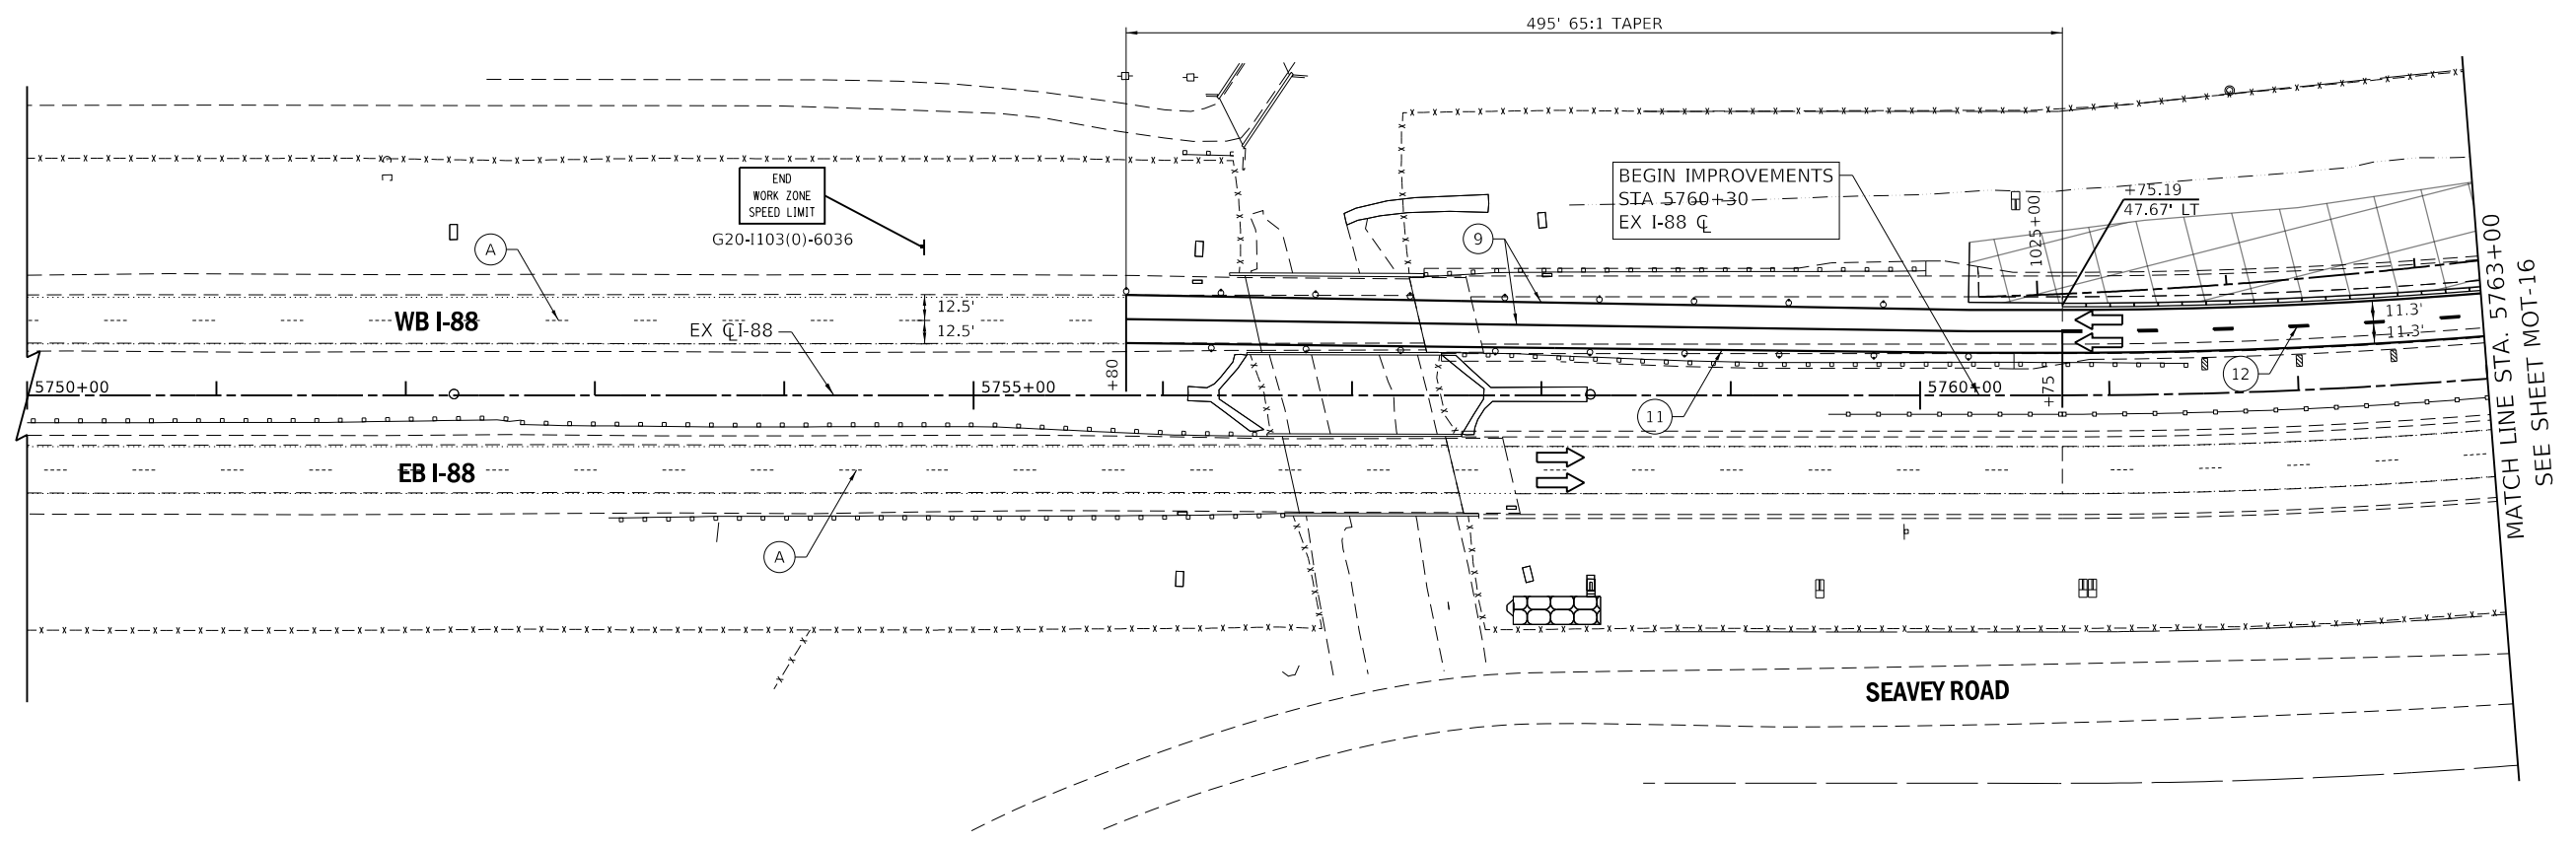 495' 65:1 TAPER
END
WORK ZONE
SPEED LIMIT
G20-I103(0)-6036
BEGIN IMPROVEMENTS
STA 5760+30
EX I-88 ℄
+75.19
47.67' LT
1025+00
A
9
12.5'
12.5'
WB I-88
EX ℄ I-88
11.3'
11.3'
12
11
5750+00
5755+00
+80
5760+00
+75
EB I-88
A
SEAVEY ROAD
MATCH LINE STA. 5763+00
SEE SHEET MOT-16